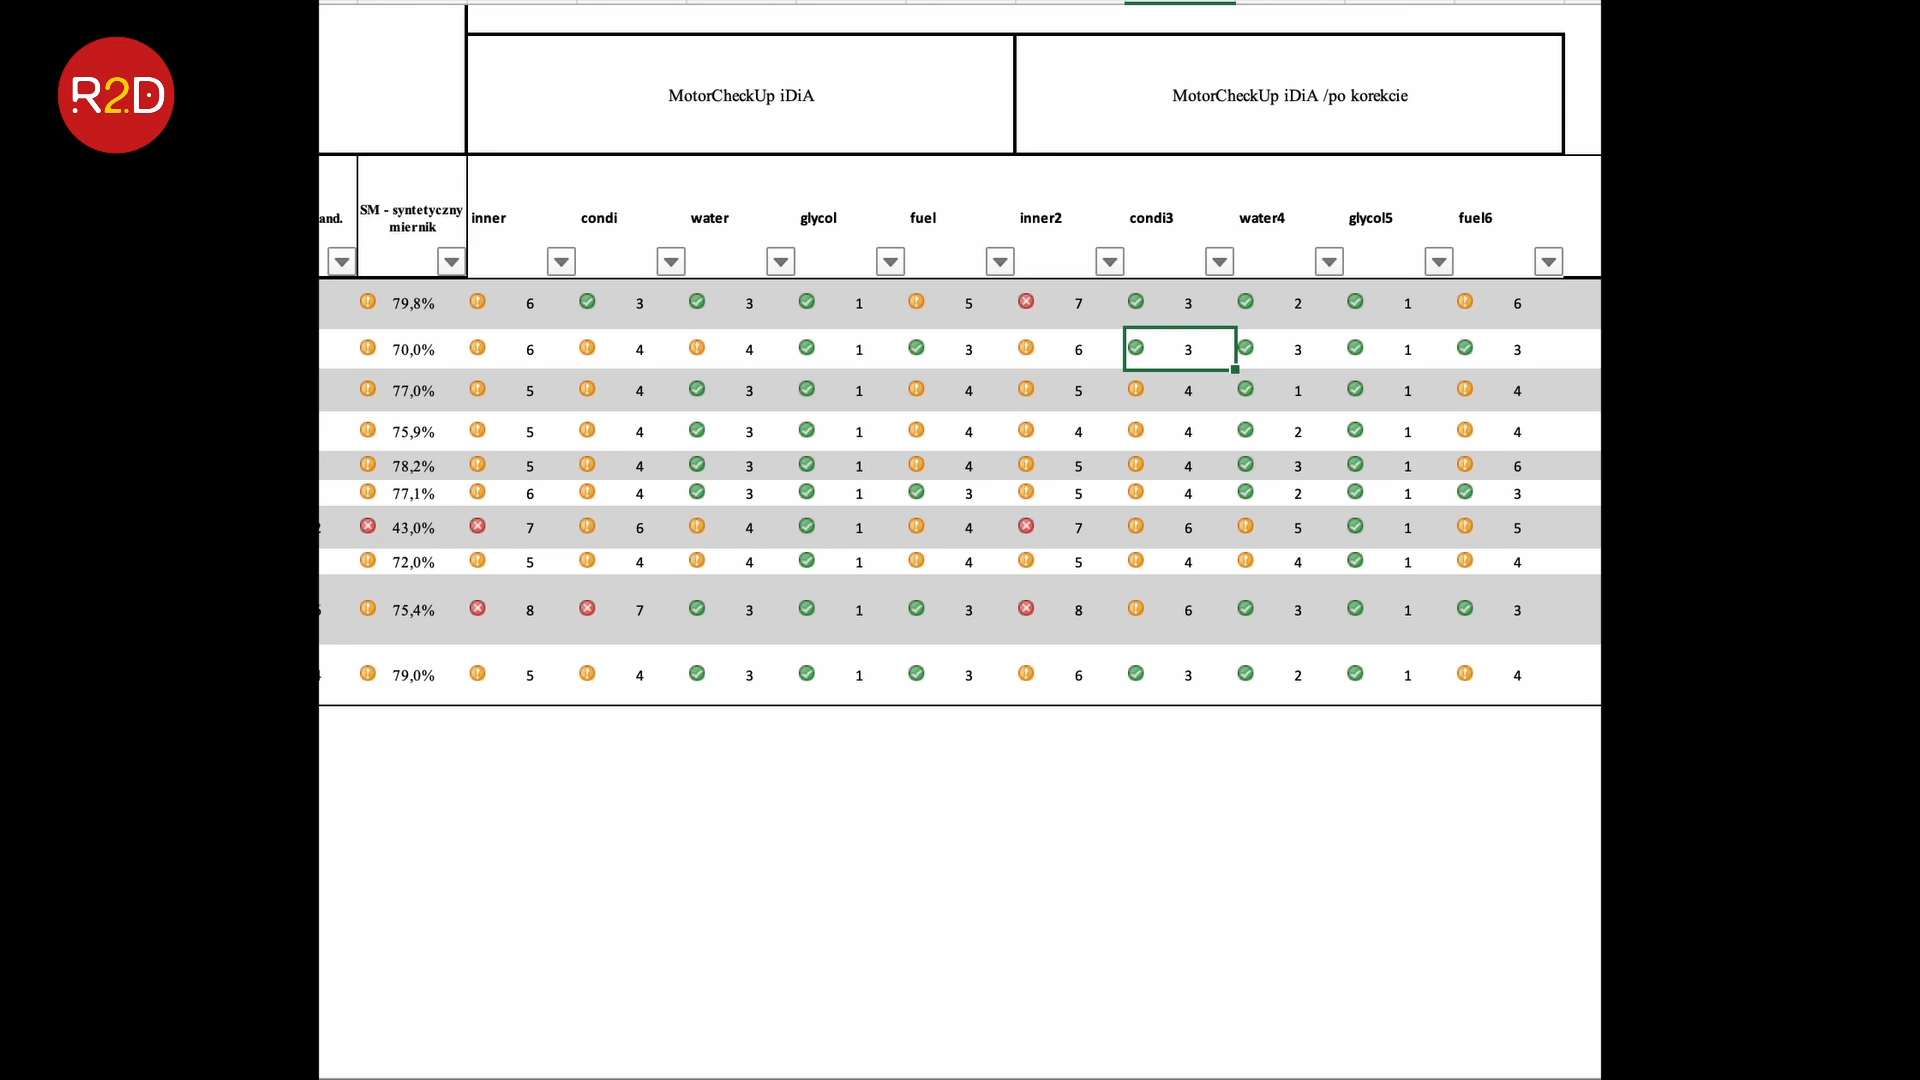 R2D
MotorCheckUp iDiA
MotorCheckUp iDiA /po korekcie
and.
SM - syntetyczny
miernik
inner
condi
water
glycol
fuel
inner2
condi3
water4
glycol5
fuel6
79,8% 6 3 3 1 5 7 3 2 1 6
70,0% 6 4 4 1 3 6 3 3 1 3
77,0% 5 4 3 1 4 5 4 1 1 4
75,9% 5 4 3 1 4 4 4 2 1 4
78,2% 5 4 3 1 4 5 4 3 1 6
77,1% 6 4 3 1 3 5 4 2 1 3
43,0% 7 6 4 1 4 7 6 5 1 5
72,0% 5 4 4 1 4 5 4 4 1 4
75,4% 8 7 3 1 3 8 6 3 1 3
79,0% 5 4 3 1 3 6 3 2 1 4